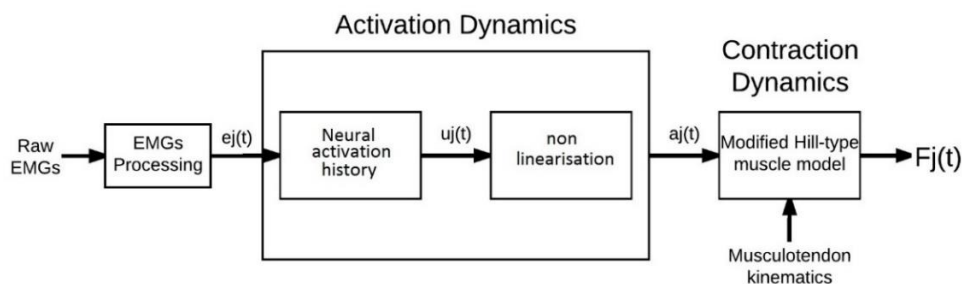 Activation Dynamics
Contraction
Dynamics
Raw
EMGs
EMGs
Processing
ej(t)
Neural
activation
history
uj(t)
non
linearisation
aj(t)
Modified Hill-type
muscle model
Fj(t)
Musculotendon
kinematics